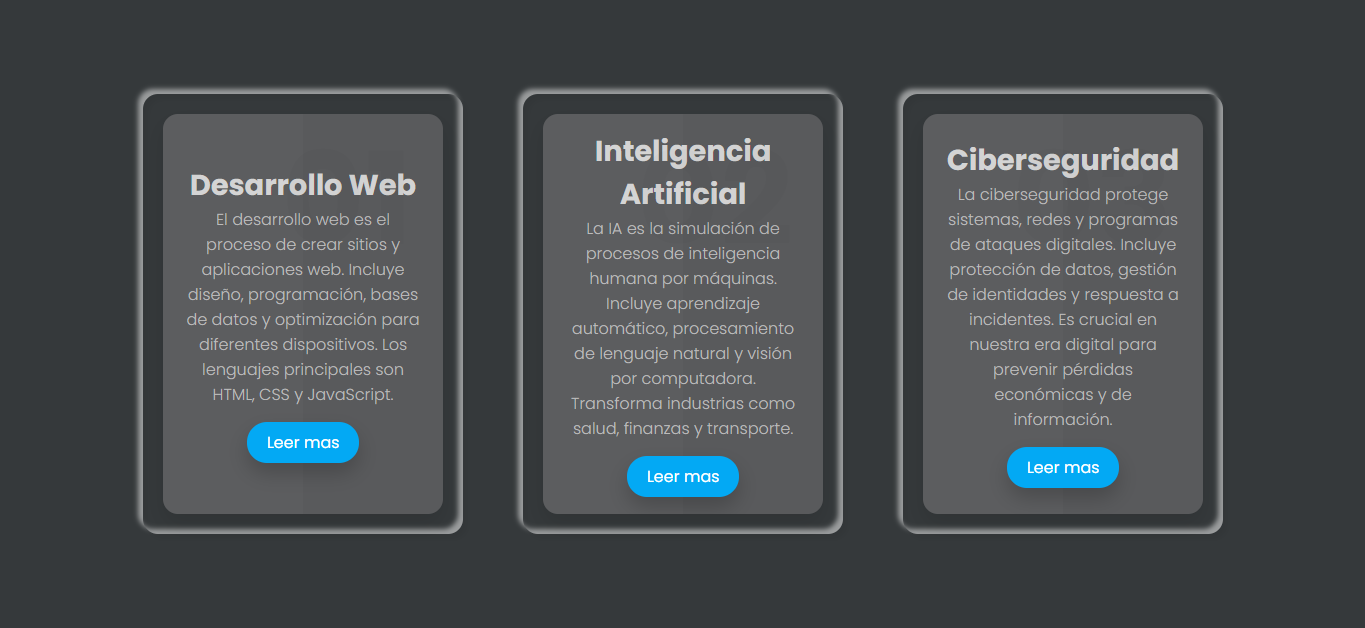 Desarrollo Web
El desarrollo web es el
proceso de crear sitios y
aplicaciones web. Incluye
diseño, programación, bases
de datos y optimización para
diferentes dispositivos. Los
lenguajes principales son
HTML, CSS y JavaScript.
Leer mas
Inteligencia
Artificial
La IA es la simulación de
procesos de inteligencia
humana por máquinas.
Incluye aprendizaje
automático, procesamiento
de lenguaje natural y visión
por computadora.
Transforma industrias como
salud, finanzas y transporte.
Leer mas
Ciberseguridad
La ciberseguridad protege
sistemas, redes y programas
de ataques digitales. Incluye
protección de datos, gestión
de identidades y respuesta a
incidentes. Es crucial en
nuestra era digital para
prevenir pérdidas
económicas y de
información.
Leer mas